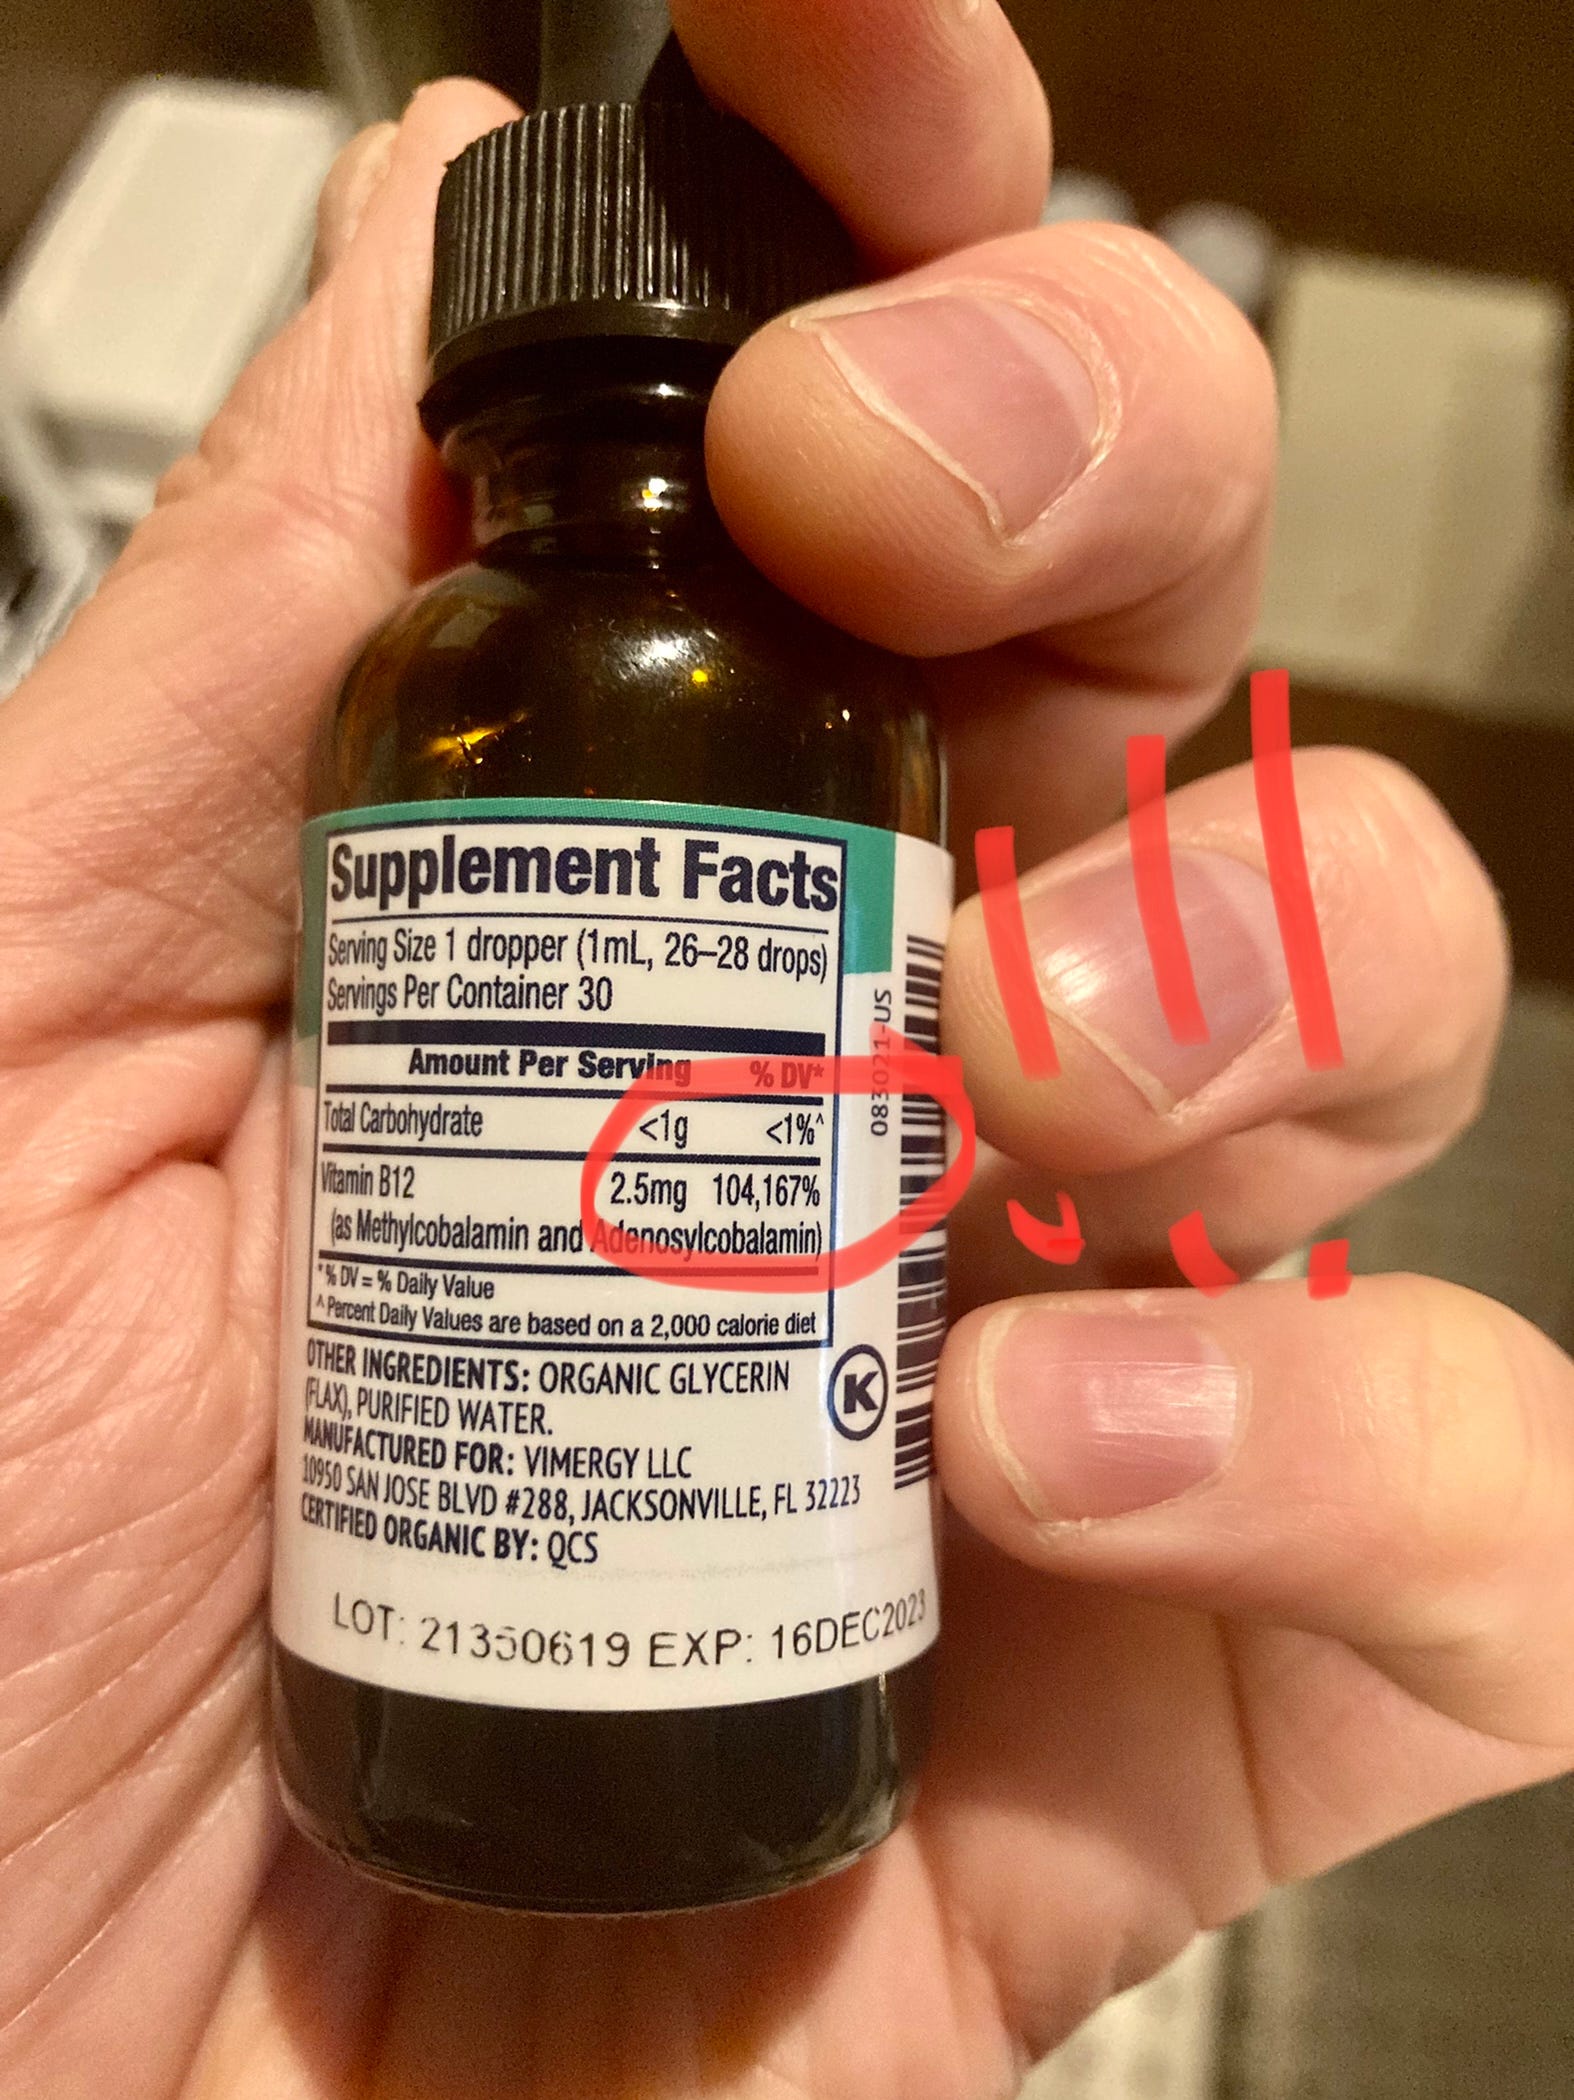 Supplement Facts
Serving Size 1 dropper (1mL, 26–28 drops)
Servings Per Container 30
Amount Per Serving % DV*
Total Carbohydrate <1g <1%^
Vitamin B12 2.5mg 104,167%
(as Methylcobalamin and Adenosylcobalamin)
*% DV = % Daily Value
^Percent Daily Values are based on a 2,000 calorie diet
OTHER INGREDIENTS: ORGANIC GLYCERIN
(FLAX), PURIFIED WATER.
MANUFACTURED FOR: VIMERGY LLC
10950 SAN JOSE BLVD #288, JACKSONVILLE, FL 32223
CERTIFIED ORGANIC BY: QCS
LOT: 21350619 EXP: 16DEC2023
083021-US
K
!!!